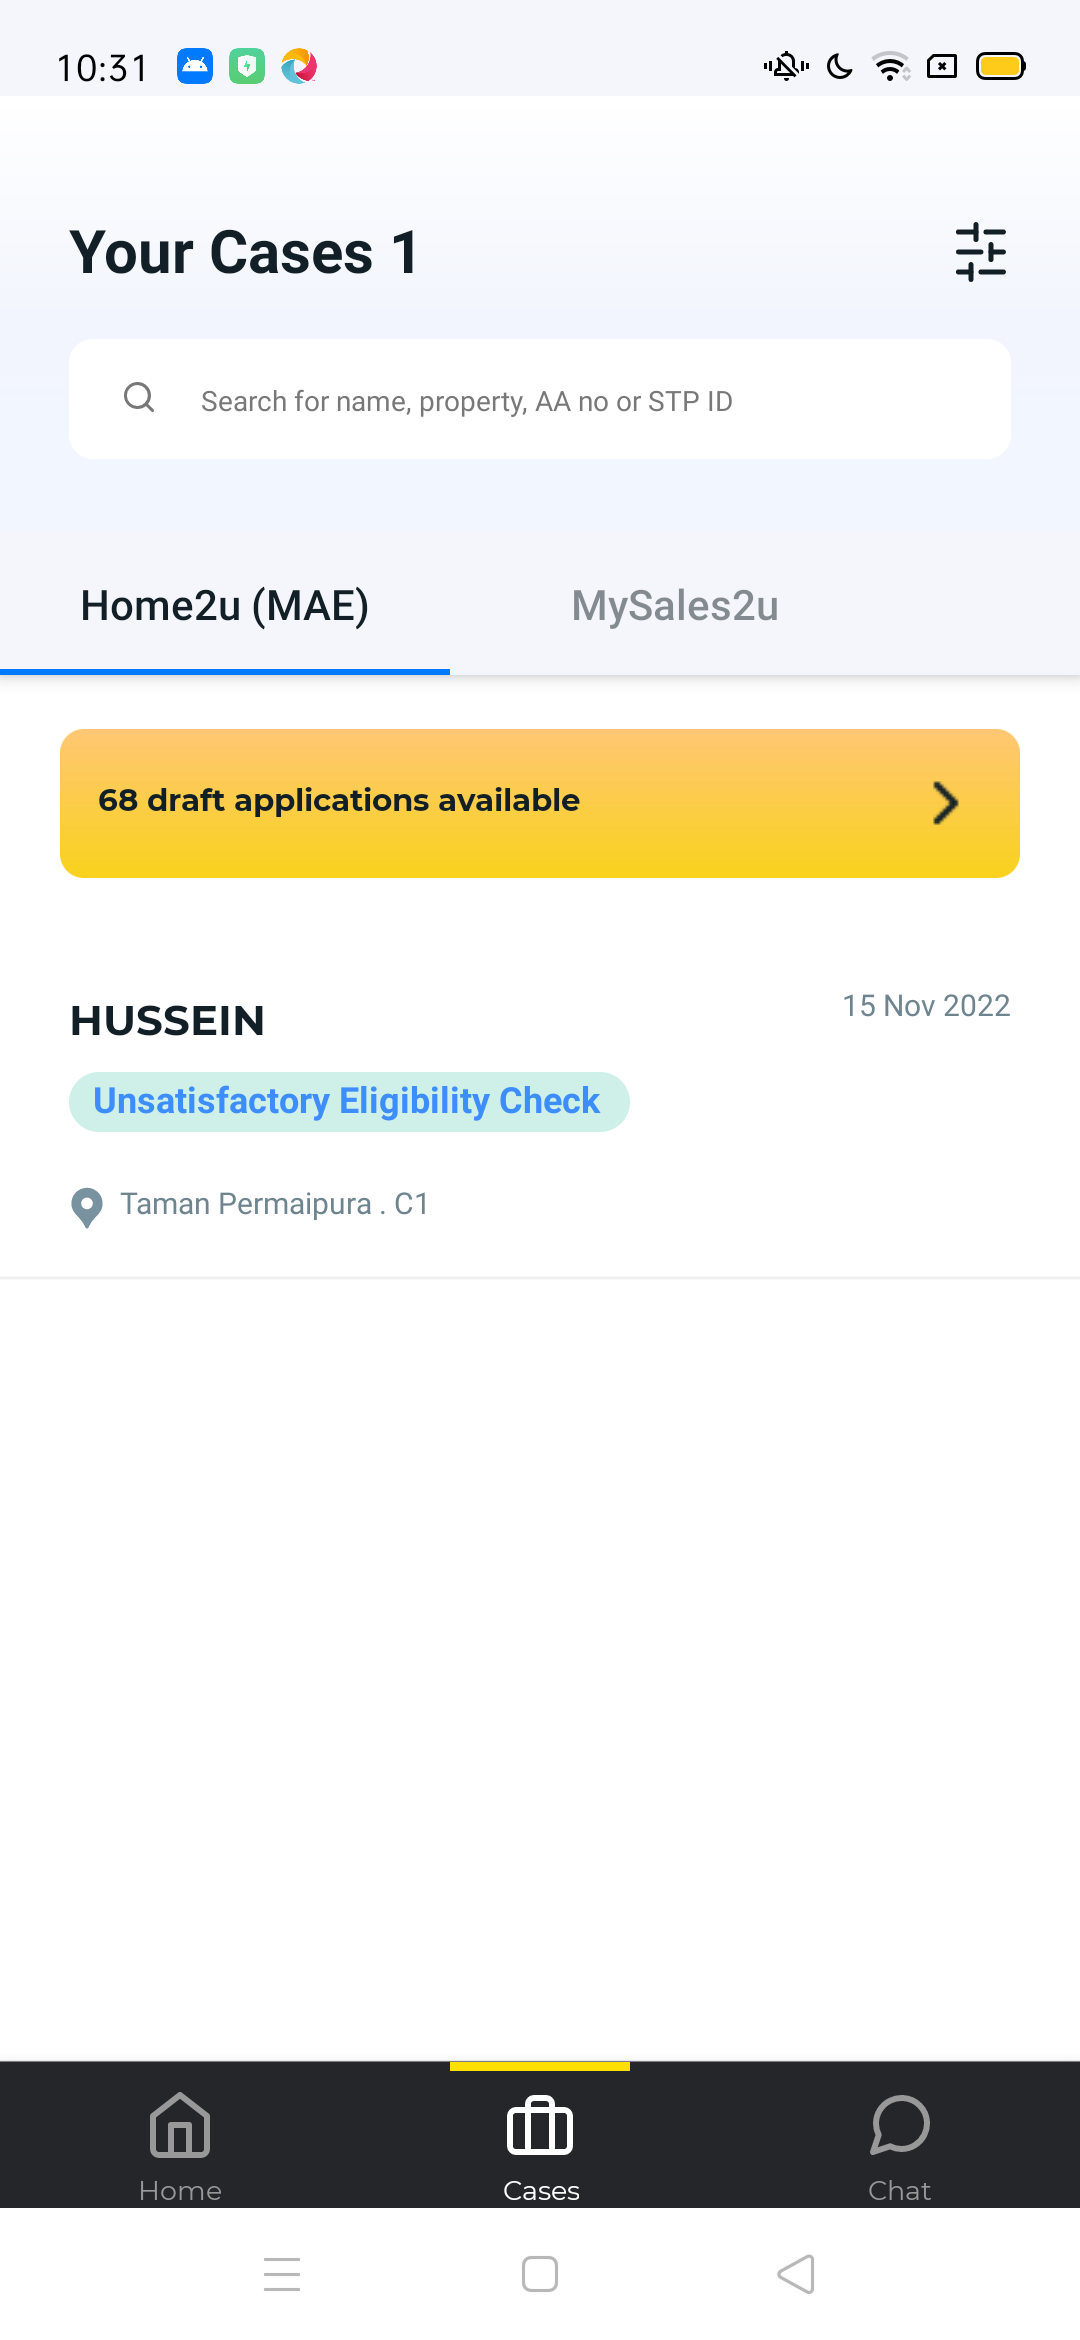 10:31
Your Cases 1
Search for name, property, AA no or STP ID
Home2u (MAE)
MySales2u
68 draft applications available
HUSSEIN
15 Nov 2022
Unsatisfactory Eligibility Check
Taman Permaipura . C1
Home
Cases
Chat